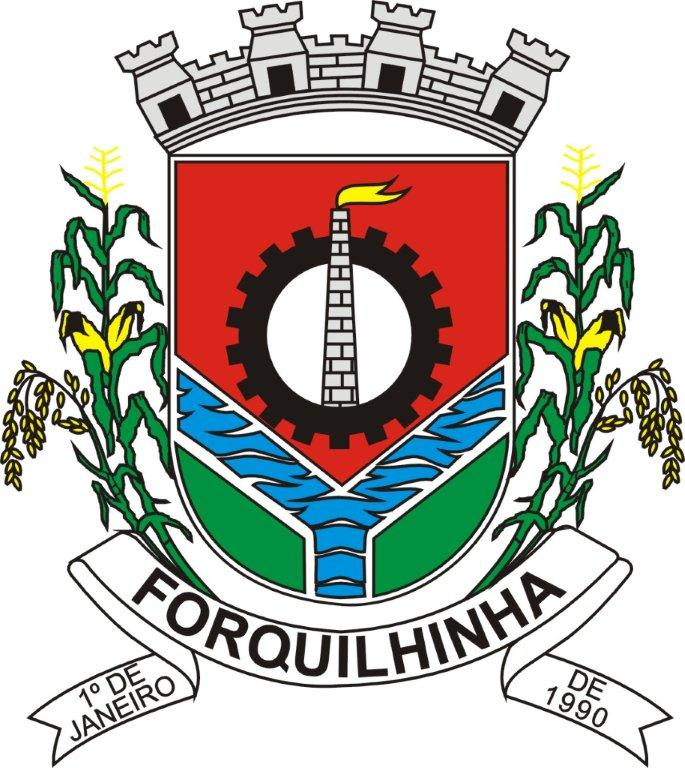 FORQUILHINHA
1º DE
JANEIRO
DE
1990